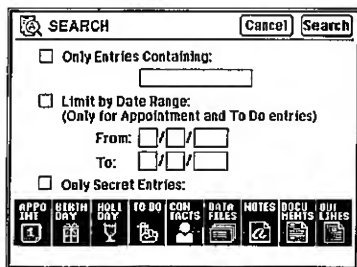 SEARCH Cancel Search
Only Entries Containing:
Limit by Date Range:
(Only for Appointment and To Do entries)
From: / /
To: / /
Only Secret Entries:
APPO INT BIRTH DAY HOLI DAY TO DO CON TACTS DATA FILES NOTES DOCU MENTS OUT LINES